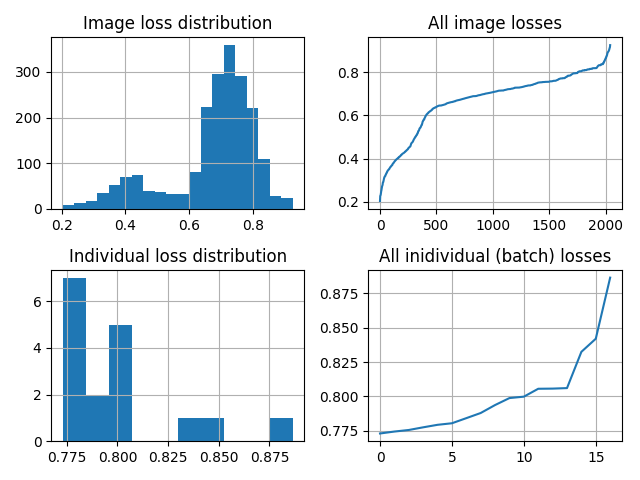 Image loss distribution
300
200
100
0
0.2 0.4 0.6 0.8
All image losses
0.8
0.6
0.4
0.2
0 500 1000 1500 2000
Individual loss distribution
6
4
2
0
0.775 0.800 0.825 0.850 0.875
All inidividual (batch) losses
0.875
0.850
0.825
0.800
0.775
0 5 10 15